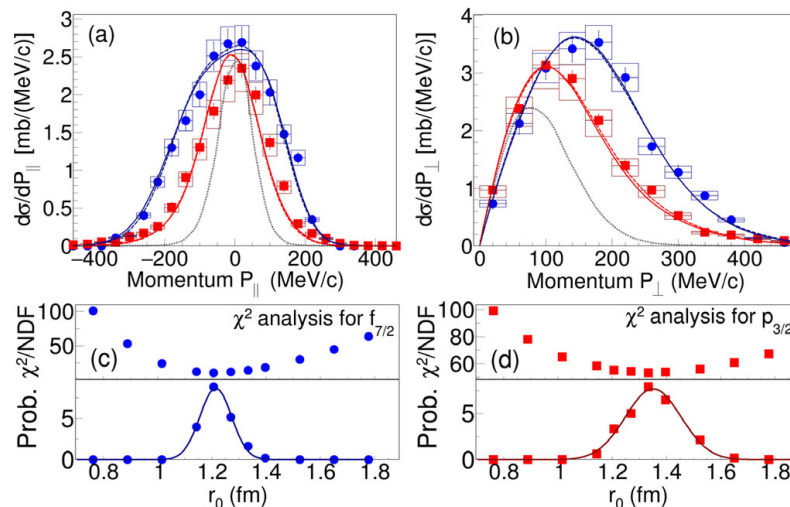 (a)
dσ/dP∥ [mb/(MeV/c)]
3
2.5
2
1.5
1
0.5
0
−400 −200 0 200 400
Momentum P∥ (MeV/c)
(b)
dσ/dP⊥ [mb/(MeV/c)]
4
3
2
1
0
0 100 200 300 400
Momentum P⊥ (MeV/c)
χ² analysis for f7/2
(c)
Prob. χ²/NDF
100
50
5
0
0.8 1 1.2 1.4 1.6 1.8
r0 (fm)
χ² analysis for p3/2
(d)
Prob. χ²/NDF
100
80
60
5
0
0.8 1 1.2 1.4 1.6 1.8
r0 (fm)